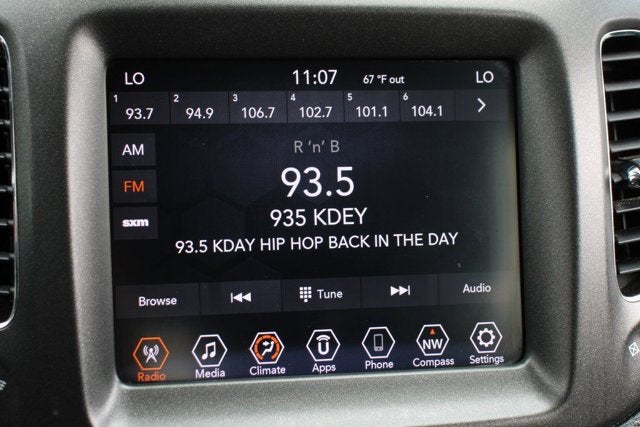 LO 11:07 67 °F out LO
1 93.7 2 94.9 3 106.7 4 102.7 5 101.1 6 104.1
AM
R 'n' B
FM
93.5
935 KDEY
sxm
93.5 KDAY HIP HOP BACK IN THE DAY
Browse Tune Audio
Radio Media Climate Apps Phone Compass Settings
U NW